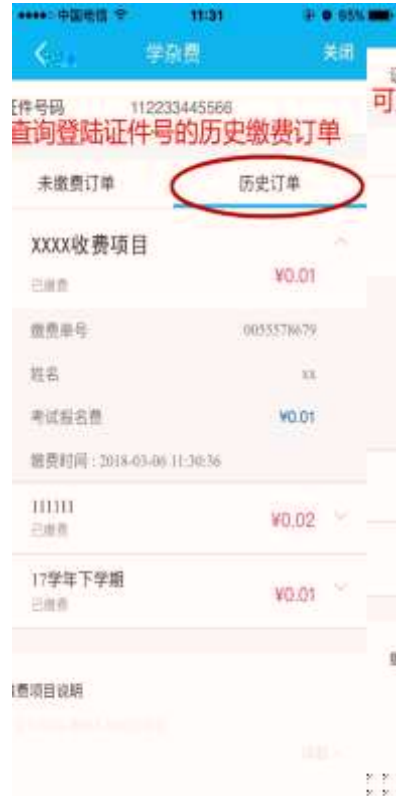 中国电信 11:31 95%
学杂费 关闭
证件号码 112233445566
查询登陆证件号的历史缴费订单
可
未缴费订单 历史订单
XXXX收费项目
已缴费 ¥0.01
缴费单号 0055578679
姓名 xx
考试报名费 ¥0.01
缴费时间 : 2018-03-06 11:30:36
111111
已缴费 ¥0.02
17学年下学期
已缴费 ¥0.01
费项目说明